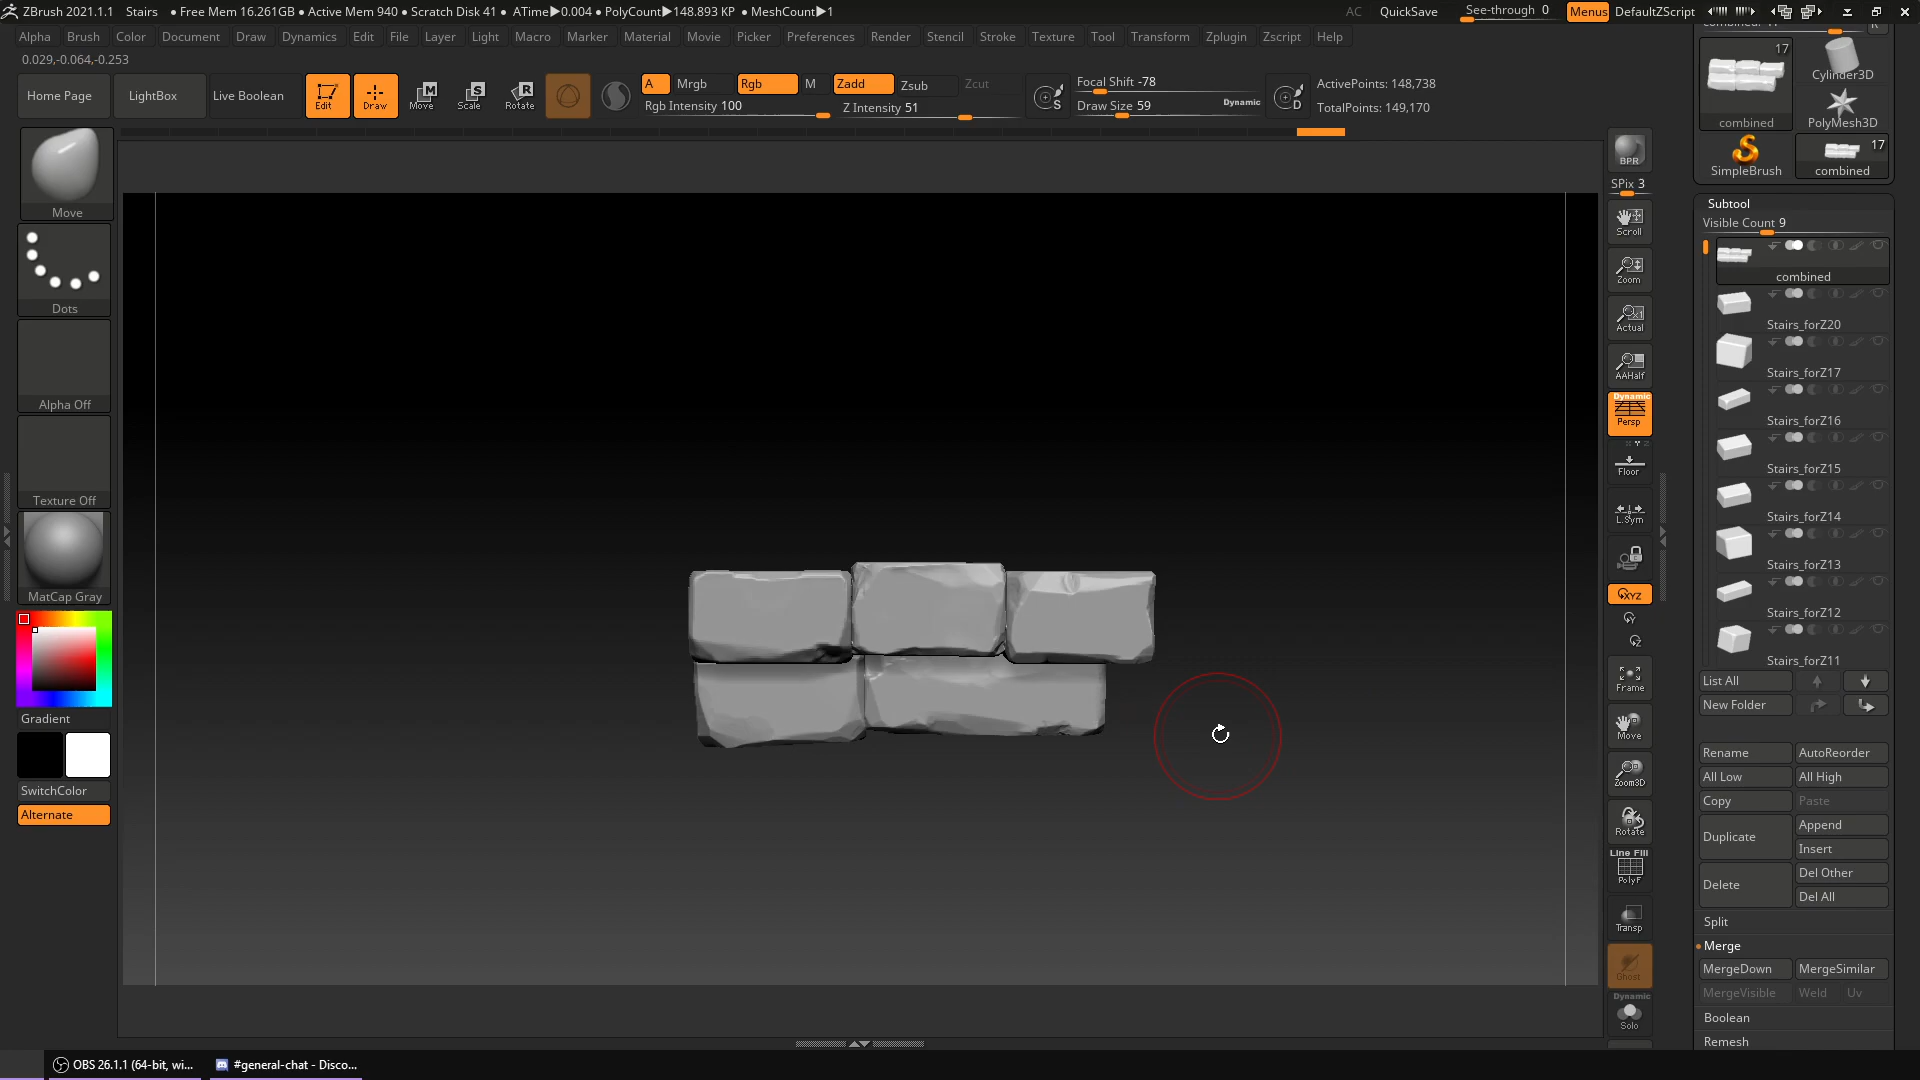 ZBrush 2021.1.1 Stairs • Free Mem 16.261GB • Active Mem 940 • Scratch Disk 41 • ATime▶0.004 • PolyCount▶148.893 KP • MeshCount▶1
AC QuickSave See-through 0 Menus DefaultZScript
Alpha Brush Color Document Draw Dynamics Edit File Layer Light Macro Marker Material Movie Picker Preferences Render Stencil Stroke Texture Tool Transform Zplugin Zscript Help
0.029,-0.064,-0.253
Home Page LightBox Live Boolean Edit Draw Move Scale Rotate
A Mrgb Rgb M Zadd Zsub Zcut
Rgb Intensity 100 Z Intensity 51
Focal Shift -78
Draw Size 59 Dynamic
S D
ActivePoints: 148,738
TotalPoints: 149,170
Move
Dots
Alpha Off
Texture Off
MatCap Gray
Gradient
SwitchColor
Alternate
BPR
SPix 3
Scroll
Zoom
Actual
AAHalf
Dynamic
Persp
Floor
L.Sym
XYZ
Frame
Move
Zoom3D
Rotate
Line Fill
PolyF
Transp
Ghost
Dynamic
Solo
17
combined
Cylinder3D
PolyMesh3D
SimpleBrush
17
combined
Subtool
Visible Count 9
combined
Stairs_forZ20
Stairs_forZ17
Stairs_forZ16
Stairs_forZ15
Stairs_forZ14
Stairs_forZ13
Stairs_forZ12
Stairs_forZ11
List All
New Folder
Rename AutoReorder
All Low All High
Copy Paste
Duplicate Append
Insert
Delete Del Other
Del All
Split
Merge
MergeDown MergeSimilar
MergeVisible Weld Uv
Boolean
Remesh
OBS 26.1.1 (64-bit, wi... #general-chat - Disco...